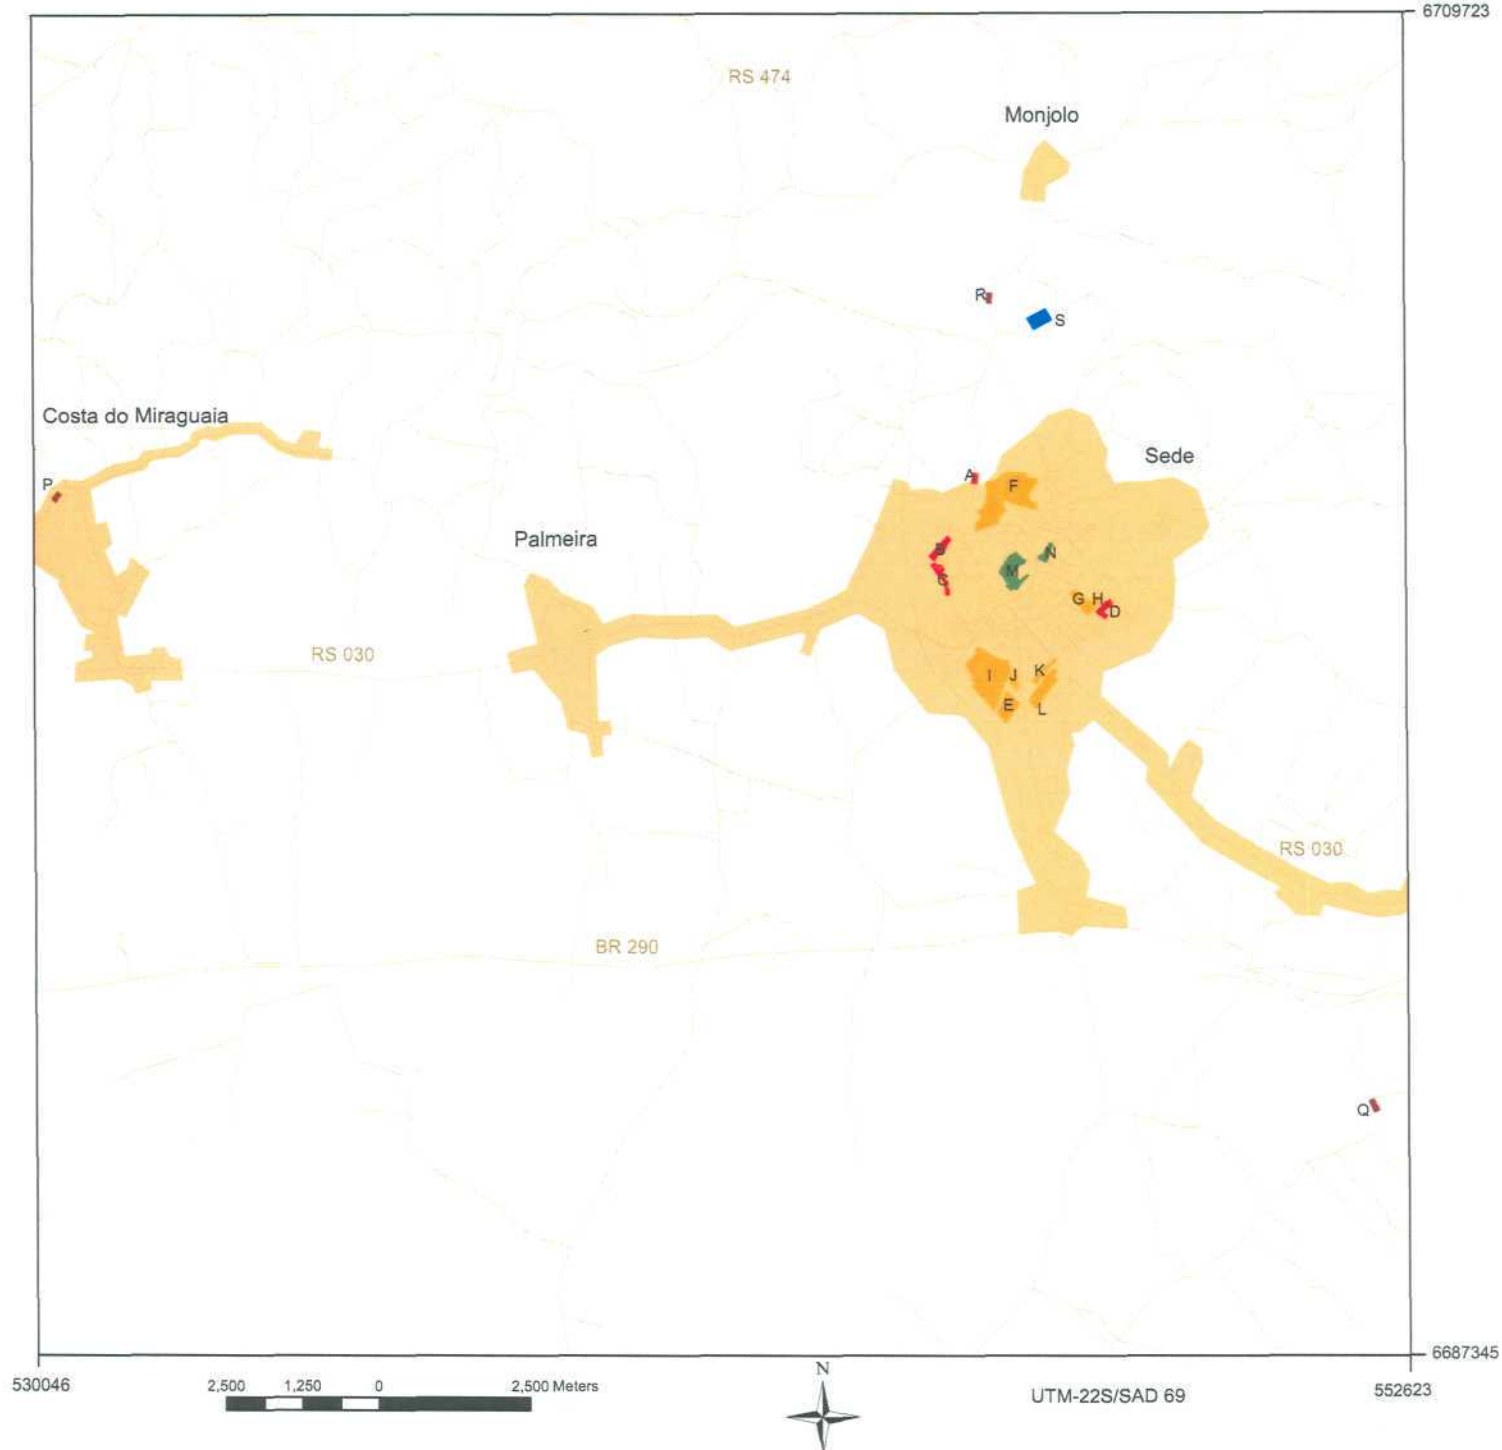 6709723
RS 474
Monjolo
R
S
Costa do Miraguaia
Sede
P
A
F
Palmeira
B
N
M
C
G H
D
RS 030
K
I J
E
L
RS 030
BR 290
Q
6687345
530046
2,500 1,250 0 2,500 Meters
N
UTM-22S/SAD 69
552623